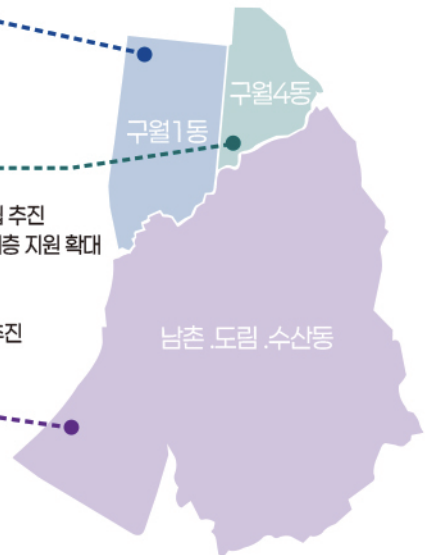 구월4동
구월1동
추진
층 지원 확대
추진
남촌 .도림 .수산동